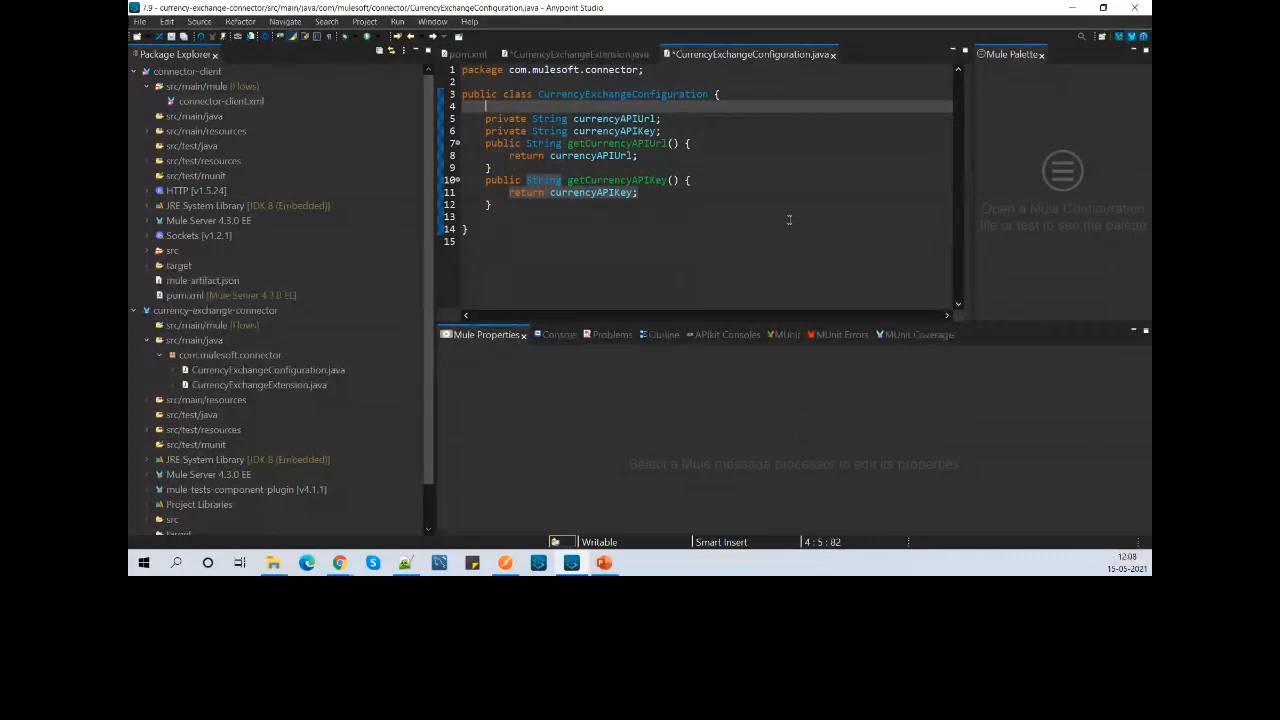 7.9 - currency-exchange-connector/src/main/java/com/mulesoft/connector/CurrencyExchangeConfiguration.java - Anypoint Studio
File Edit Source Refactor Navigate Search Project Run Window Help
Package Explorer
pom.xml
*CurrencyExchangeExtension.java
*CurrencyExchangeConfiguration.java
Mule Palette
connector-client
src/main/mule (Flows)
connector-client.xml
src/main/java
src/main/resources
src/test/java
src/test/resources
src/test/munit
HTTP [v1.5.24]
JRE System Library [JDK 8 (Embedded)]
Mule Server 4.3.0 EE
Sockets [v1.2.1]
src
target
mule-artifact.json
pom.xml [Mule Server 4.3.0 EE]
currency-exchange-connector
src/main/mule (Flows)
src/main/java
com.mulesoft.connector
CurrencyExchangeConfiguration.java
CurrencyExchangeExtension.java
src/main/resources
src/test/java
src/test/resources
src/test/munit
JRE System Library [JDK 8 (Embedded)]
Mule Server 4.3.0 EE
mule-tests-component-plugin [v4.1.1]
Project Libraries
src
target
1 package com.mulesoft.connector;
2
3 public class CurrencyExchangeConfiguration {
4
5 private String currencyAPIUrl;
6 private String currencyAPIKey;
7 public String getCurrencyAPIUrl() {
8 return currencyAPIUrl;
9 }
10 public String getCurrencyAPIKey() {
11 return currencyAPIKey;
12 }
13
14 }
15
Open a Mule Configuration
file or test to see the palette
Mule Properties
Console
Problems
Outline
APIkit Consoles
MUnit
MUnit Errors
MUnit Coverage
Select a Mule message processor to edit its properties
Writable
Smart Insert
4 : 5 : 82
12:08
15-05-2021